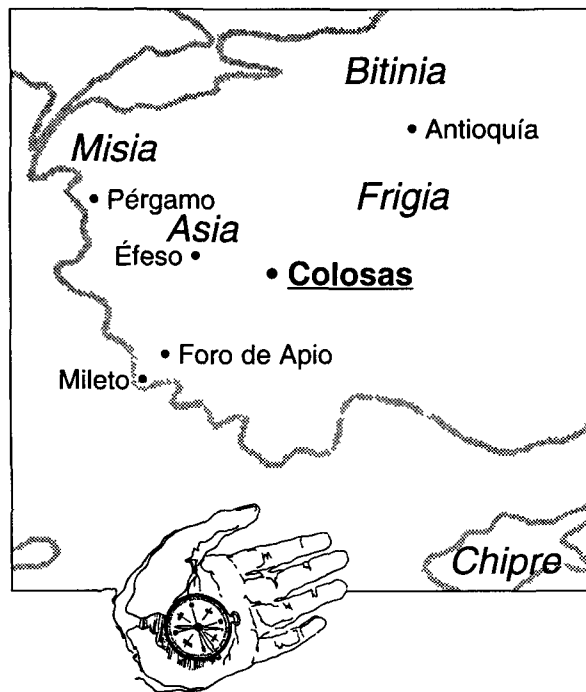 Bitinia
Antioquía
Misia
Pérgamo
Frigia
Asia
Éfeso
Colosas
Foro de Apio
Mileto
Chipre